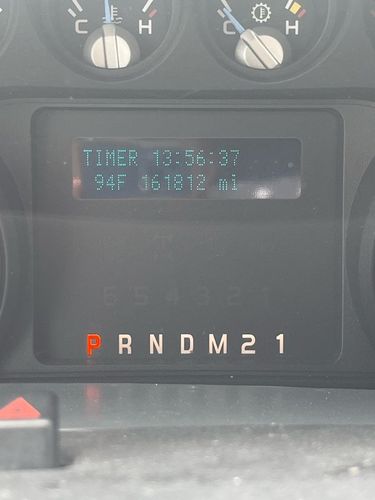 C H C H
TIMER 13:56:37
94F 161812 mi
6 5 4 3 2 1
P R N D M 2 1